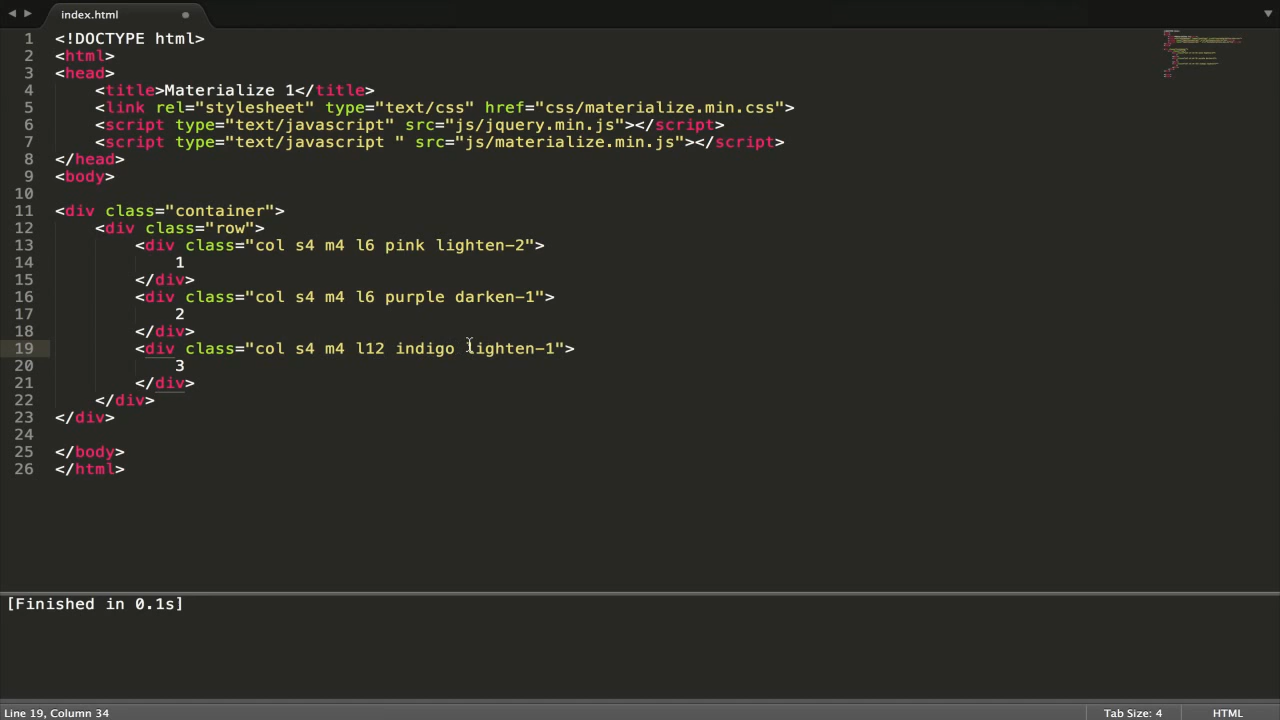 index.html
1 <!DOCTYPE html>
2 <html>
3 <head>
4 <title>Materialize 1</title>
5 <link rel="stylesheet" type="text/css" href="css/materialize.min.css">
6 <script type="text/javascript" src="js/jquery.min.js"></script>
7 <script type="text/javascript " src="js/materialize.min.js"></script>
8 </head>
9 <body>
10
11 <div class="container">
12 <div class="row">
13 <div class="col s4 m4 l6 pink lighten-2">
14 1
15 </div>
16 <div class="col s4 m4 l6 purple darken-1">
17 2
18 </div>
19 <div class="col s4 m4 l12 indigo lighten-1">
20 3
21 </div>
22 </div>
23 </div>
24
25 </body>
26 </html>
[Finished in 0.1s]
Line 19, Column 34
Tab Size: 4
HTML